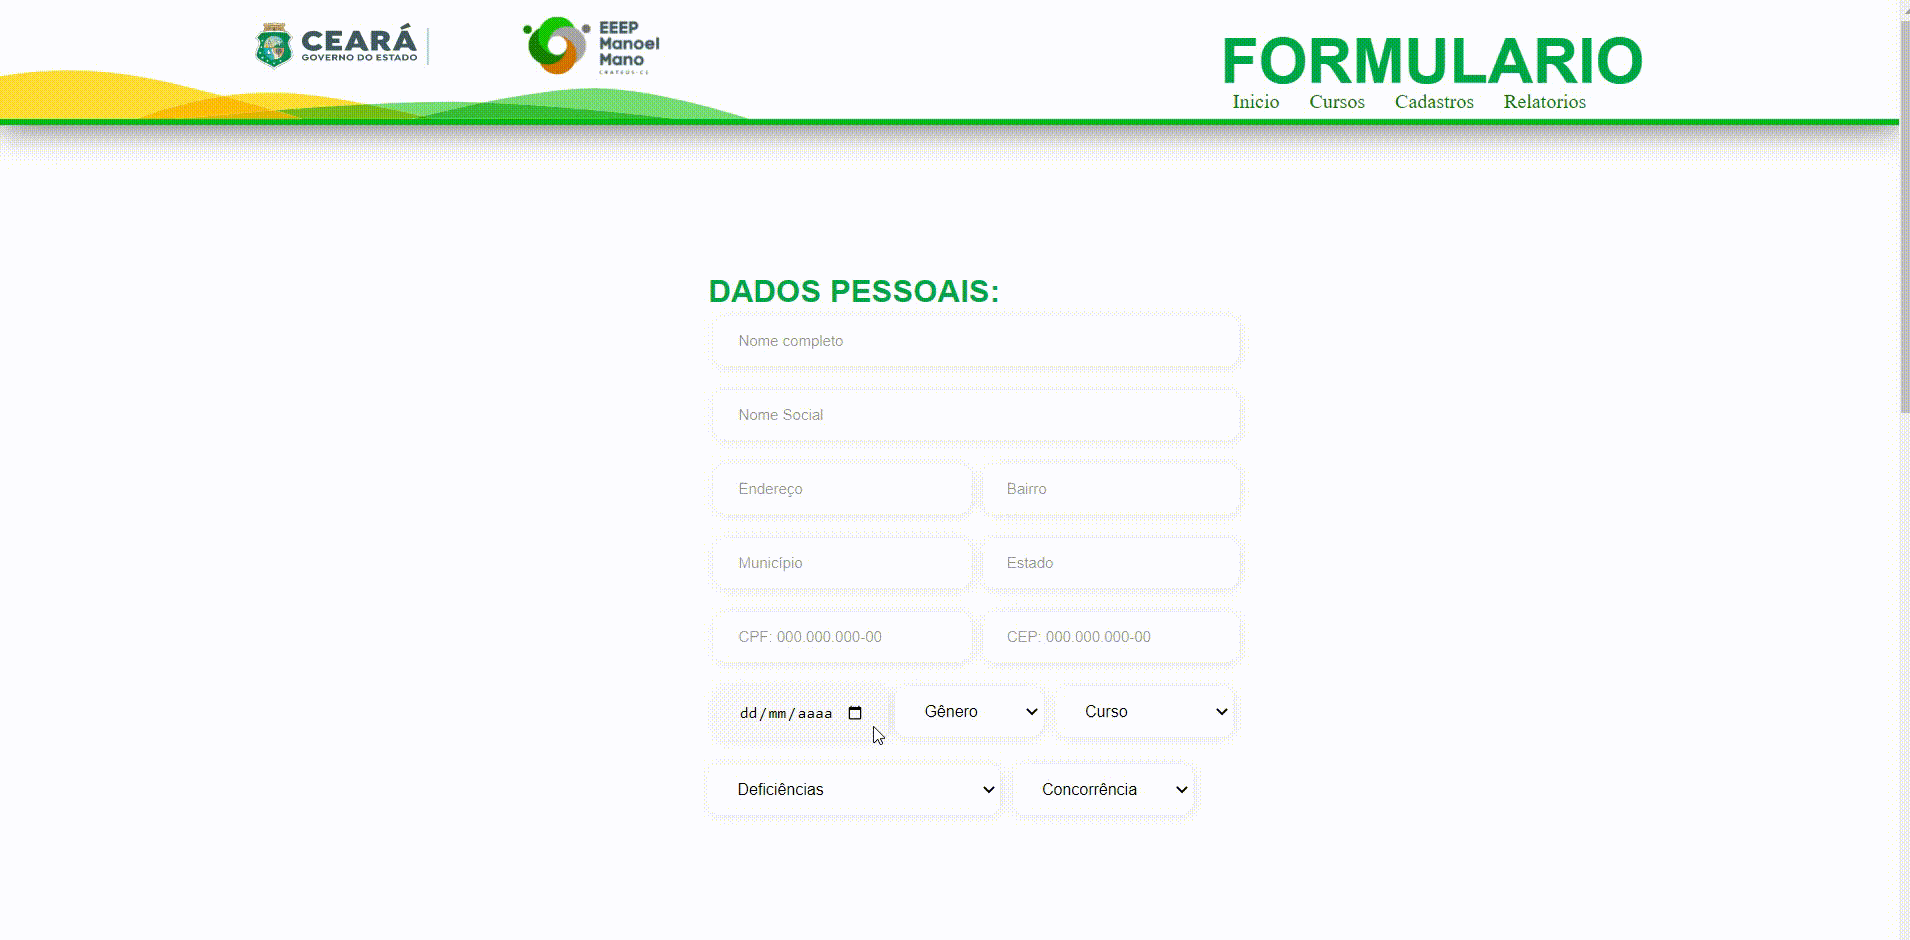 CEARÁ
GOVERNO DO ESTADO
EEEP
Manoel
Mano
CRATEÚS-CE
FORMULARIO
Inicio Cursos Cadastros Relatorios
DADOS PESSOAIS:
Nome completo
Nome Social
Endereço Bairro
Município Estado
CPF: 000.000.000-00 CEP: 000.000.000-00
dd/mm/aaaa Gênero Curso
Deficiências Concorrência